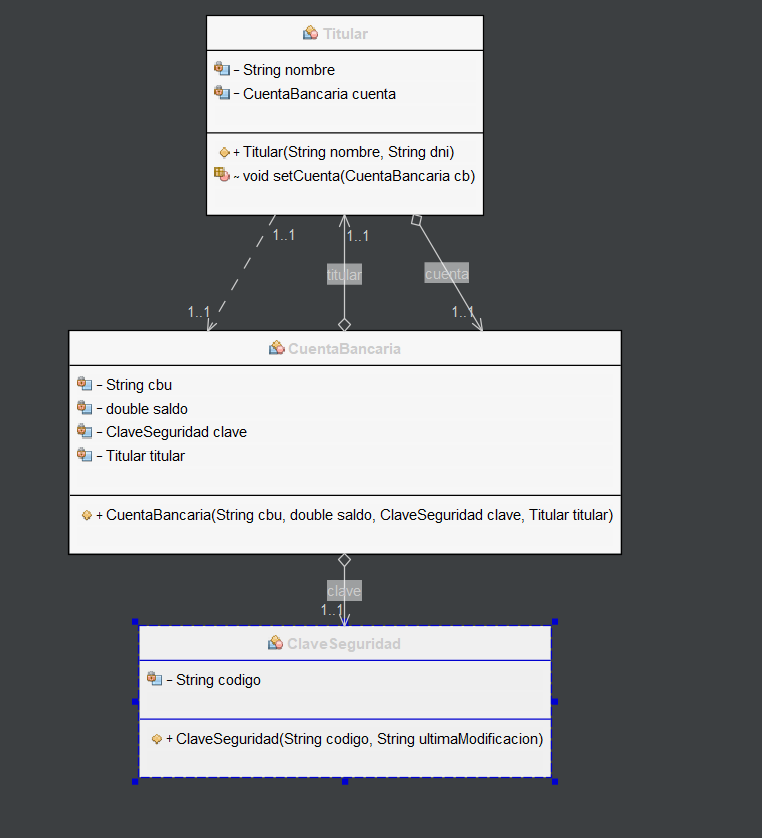 Titular
- String nombre
- CuentaBancaria cuenta
+ Titular(String nombre, String dni)
~ void setCuenta(CuentaBancaria cb)
1..1
1..1
titular
cuenta
1..1
1..1
CuentaBancaria
- String cbu
- double saldo
- ClaveSeguridad clave
- Titular titular
+ CuentaBancaria(String cbu, double saldo, ClaveSeguridad clave, Titular titular)
clave
1..1
ClaveSeguridad
- String codigo
+ ClaveSeguridad(String codigo, String ultimaModificacion)